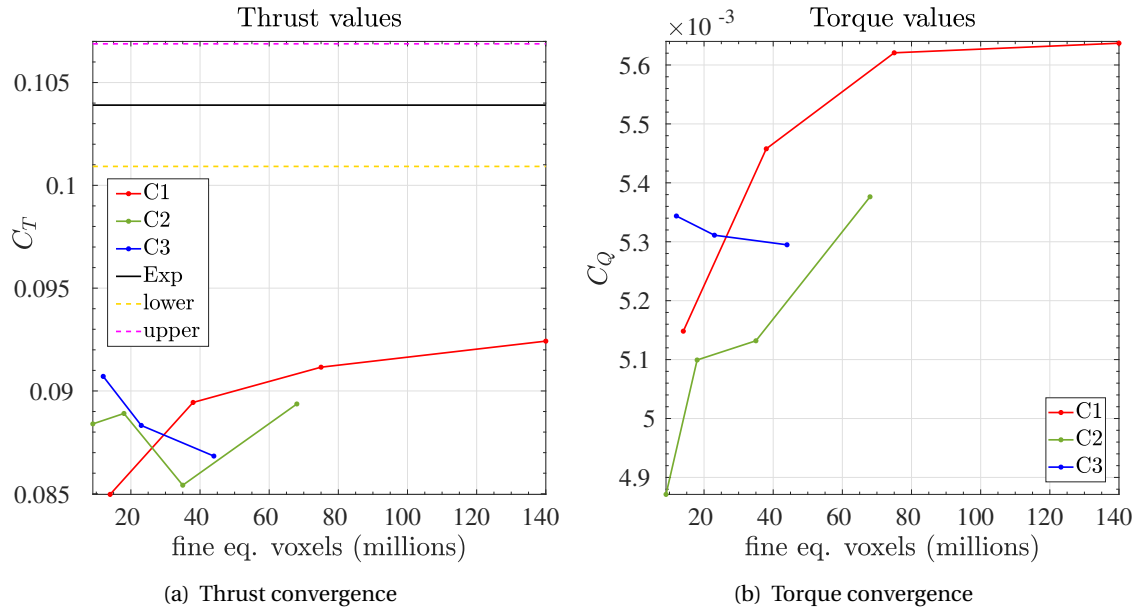 Thrust values
0.105
0.1
0.095
0.09
0.085
C_T
C1
C2
C3
Exp
lower
upper
20 40 60 80 100 120 140
fine eq. voxels (millions)
(a) Thrust convergence
Torque values
×10⁻³
5.6
5.5
5.4
5.3
5.2
5.1
5
4.9
C_Q
C1
C2
C3
20 40 60 80 100 120 140
fine eq. voxels (millions)
(b) Torque convergence